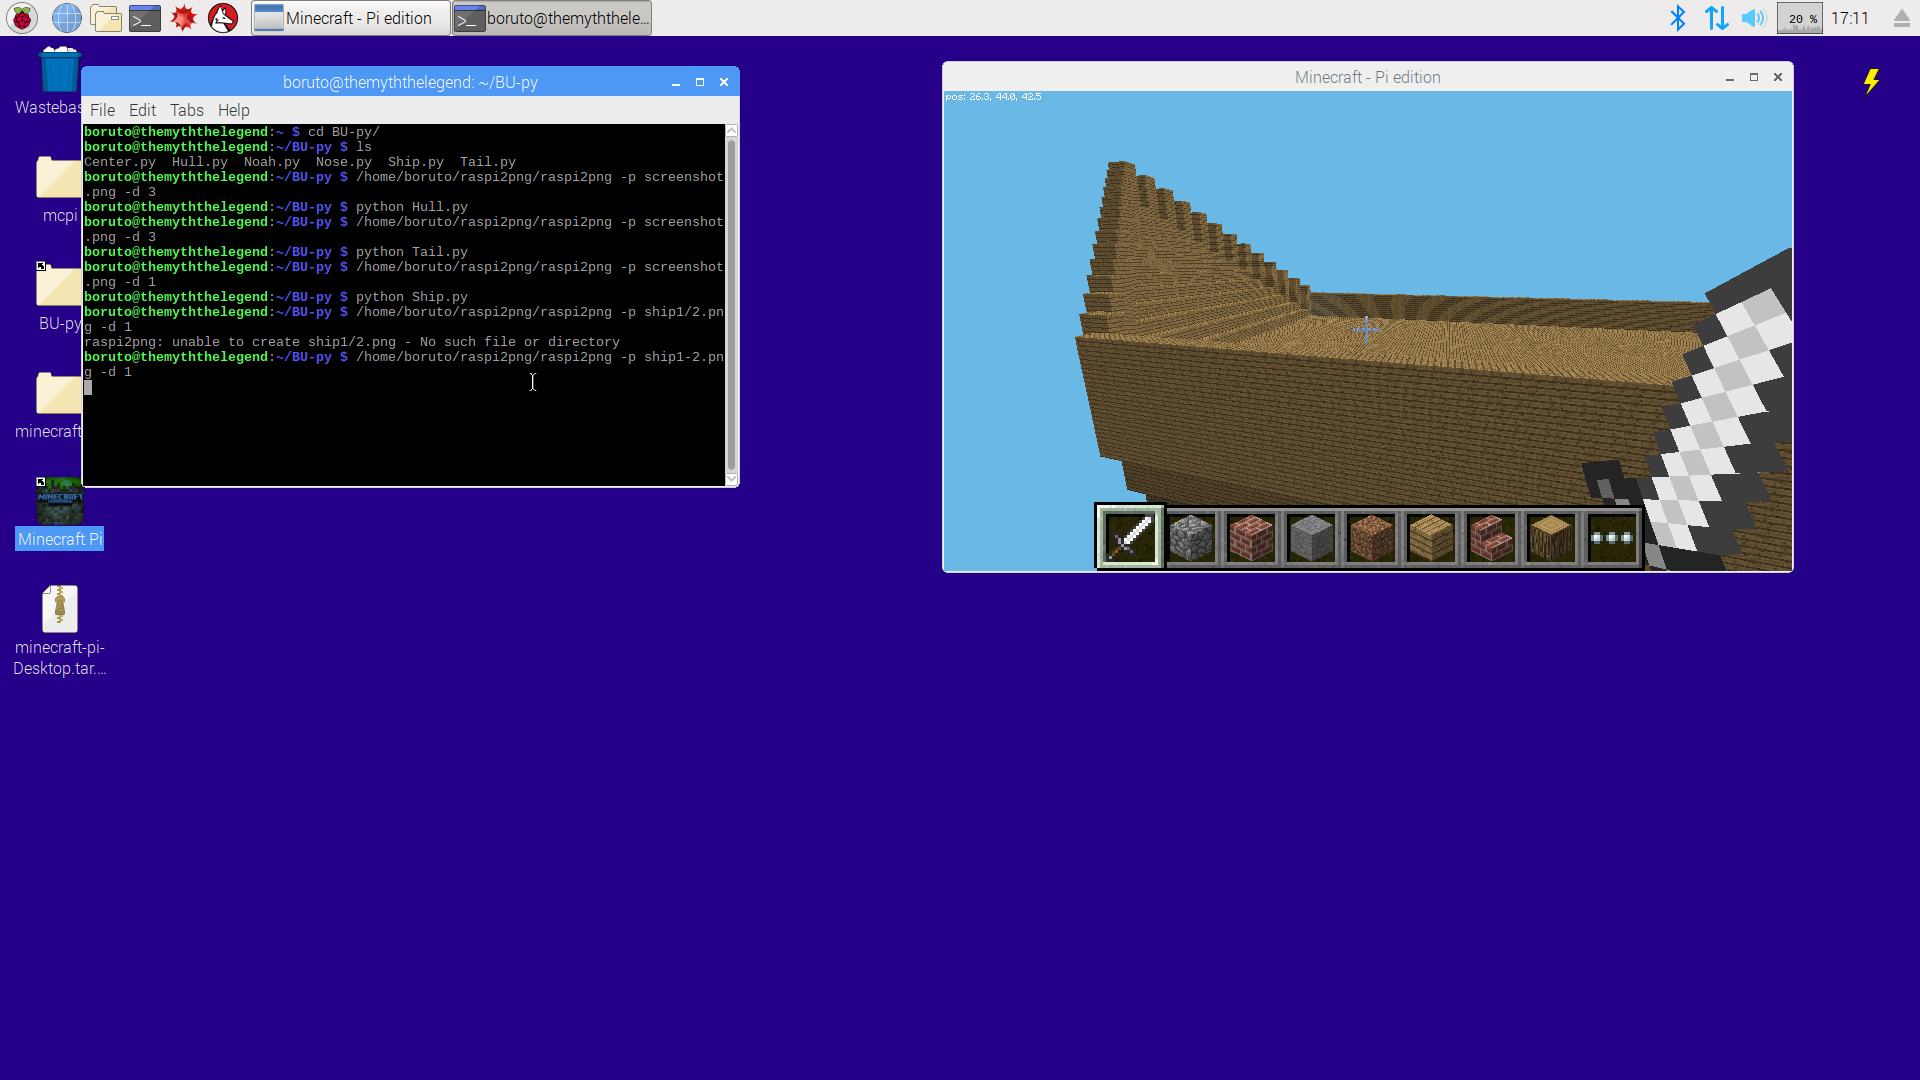 Minecraft - Pi edition
boruto@themyththele...
20 %
17:11
Wastebas
mcpi
BU-py
minecraft
MINECRAFT
Minecraft Pi
minecraft-pi-
Desktop.tar....
boruto@themyththelegend: ~/BU-py
File Edit Tabs Help
boruto@themyththelegend:~ $ cd BU-py/
boruto@themyththelegend:~/BU-py $ ls
Center.py  Hull.py  Noah.py  Nose.py  Ship.py  Tail.py
boruto@themyththelegend:~/BU-py $ /home/boruto/raspi2png/raspi2png -p screenshot
.png -d 3
boruto@themyththelegend:~/BU-py $ python Hull.py
boruto@themyththelegend:~/BU-py $ /home/boruto/raspi2png/raspi2png -p screenshot
.png -d 3
boruto@themyththelegend:~/BU-py $ python Tail.py
boruto@themyththelegend:~/BU-py $ /home/boruto/raspi2png/raspi2png -p screenshot
.png -d 1
boruto@themyththelegend:~/BU-py $ python Ship.py
boruto@themyththelegend:~/BU-py $ /home/boruto/raspi2png/raspi2png -p ship1/2.pn
g -d 1
raspi2png: unable to create ship1/2.png - No such file or directory
boruto@themyththelegend:~/BU-py $ /home/boruto/raspi2png/raspi2png -p ship1-2.pn
g -d 1
Minecraft - Pi edition
pos: 26.3, 44.0, 42.5